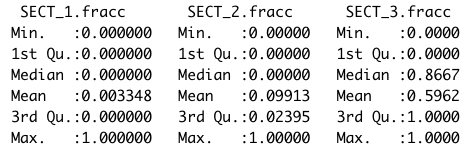 SECT_1.fracc SECT_2.fracc SECT_3.fracc
Min. :0.000000 Min. :0.00000 Min. :0.0000
1st Qu.:0.000000 1st Qu.:0.00000 1st Qu.:0.0000
Median :0.000000 Median :0.00000 Median :0.8667
Mean :0.003348 Mean :0.09913 Mean :0.5962
3rd Qu.:0.000000 3rd Qu.:0.02395 3rd Qu.:1.0000
Max. :1.000000 Max. :1.00000 Max. :1.0000